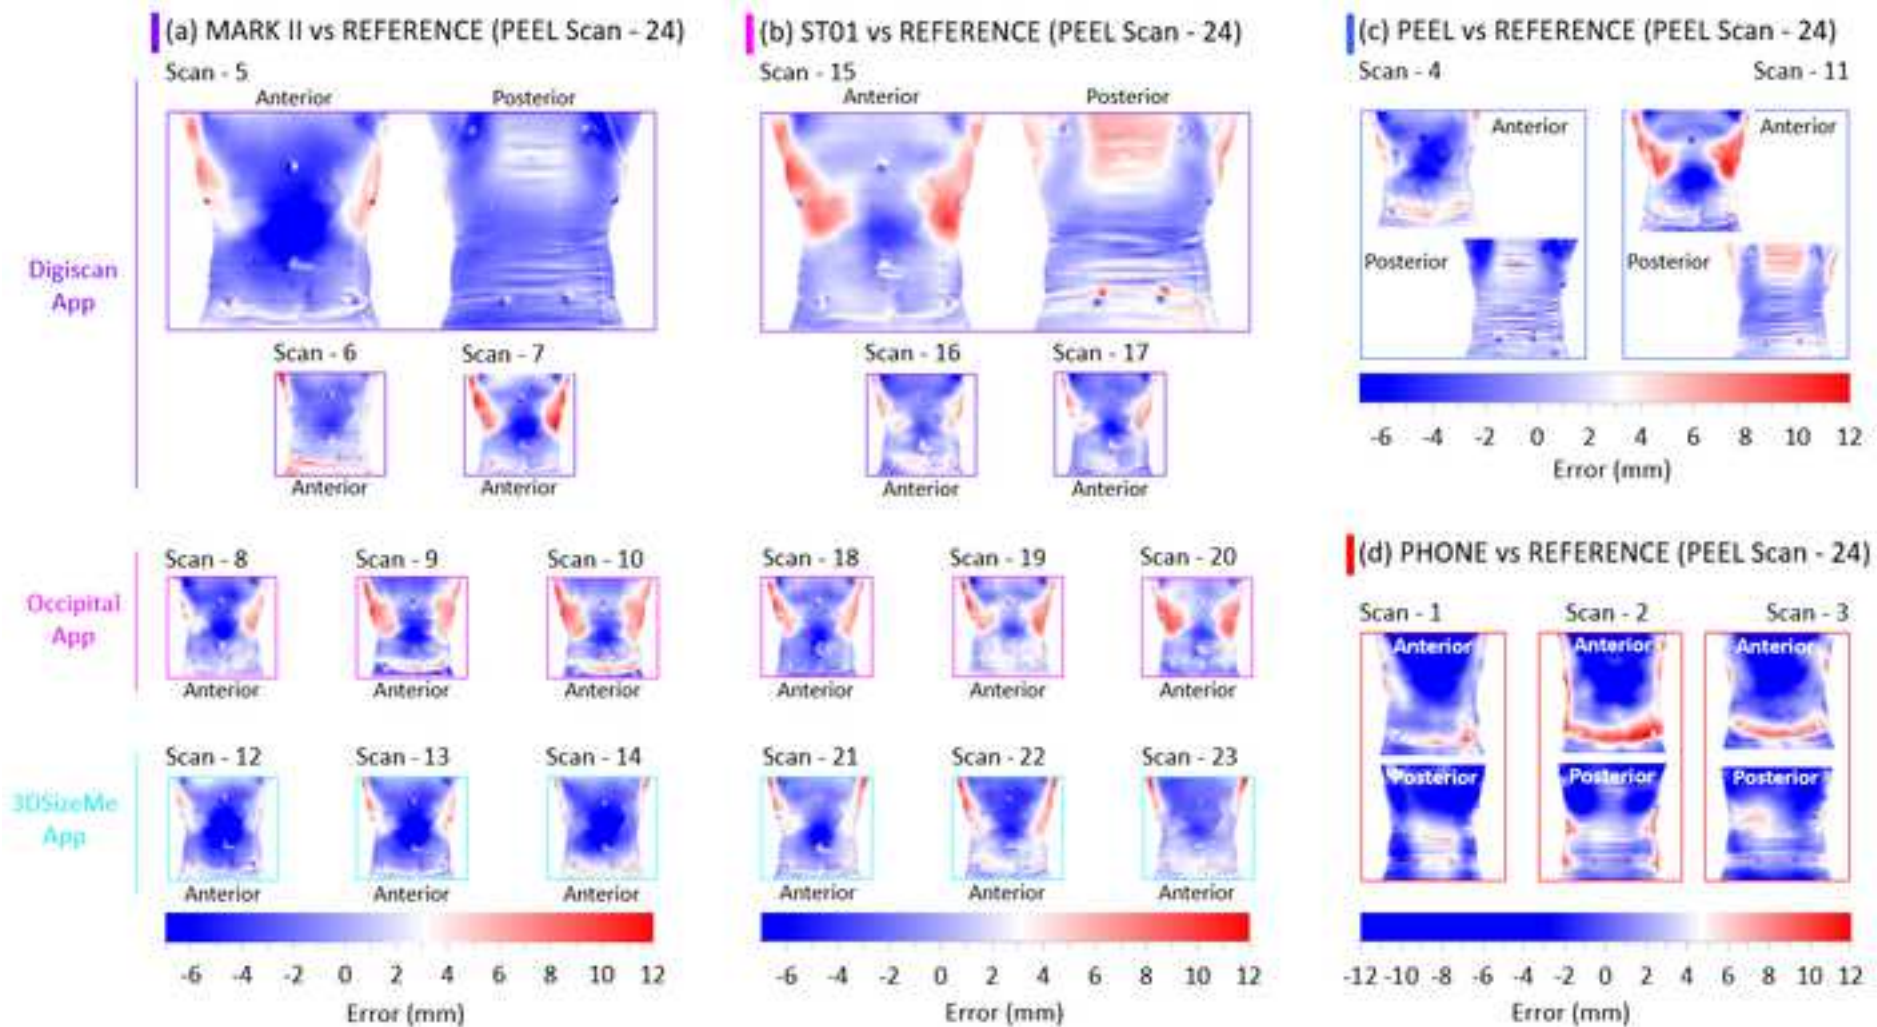 (a) MARK II vs REFERENCE (PEEL Scan - 24)
Scan - 5
Anterior
Posterior
Digiscan
App
Scan - 6
Scan - 7
Anterior
Anterior
Occipital
App
Scan - 8
Scan - 9
Scan - 10
Anterior
Anterior
Anterior
3DSizeMe
App
Scan - 12
Scan - 13
Scan - 14
Anterior
Anterior
Anterior
-6 -4 -2 0 2 4 6 8 10 12
Error (mm)
(b) ST01 vs REFERENCE (PEEL Scan - 24)
Scan - 15
Anterior
Posterior
Scan - 16
Scan - 17
Anterior
Anterior
Scan - 18
Scan - 19
Scan - 20
Anterior
Anterior
Anterior
Scan - 21
Scan - 22
Scan - 23
Anterior
Anterior
Anterior
-6 -4 -2 0 2 4 6 8 10 12
Error (mm)
(c) PEEL vs REFERENCE (PEEL Scan - 24)
Scan - 4
Scan - 11
Anterior
Anterior
Posterior
Posterior
-6 -4 -2 0 2 4 6 8 10 12
Error (mm)
(d) PHONE vs REFERENCE (PEEL Scan - 24)
Scan - 1
Scan - 2
Scan - 3
Anterior
Anterior
Anterior
Posterior
Posterior
Posterior
-12 -10 -8 -6 -4 -2 0 2 4 6 8 10 12
Error (mm)